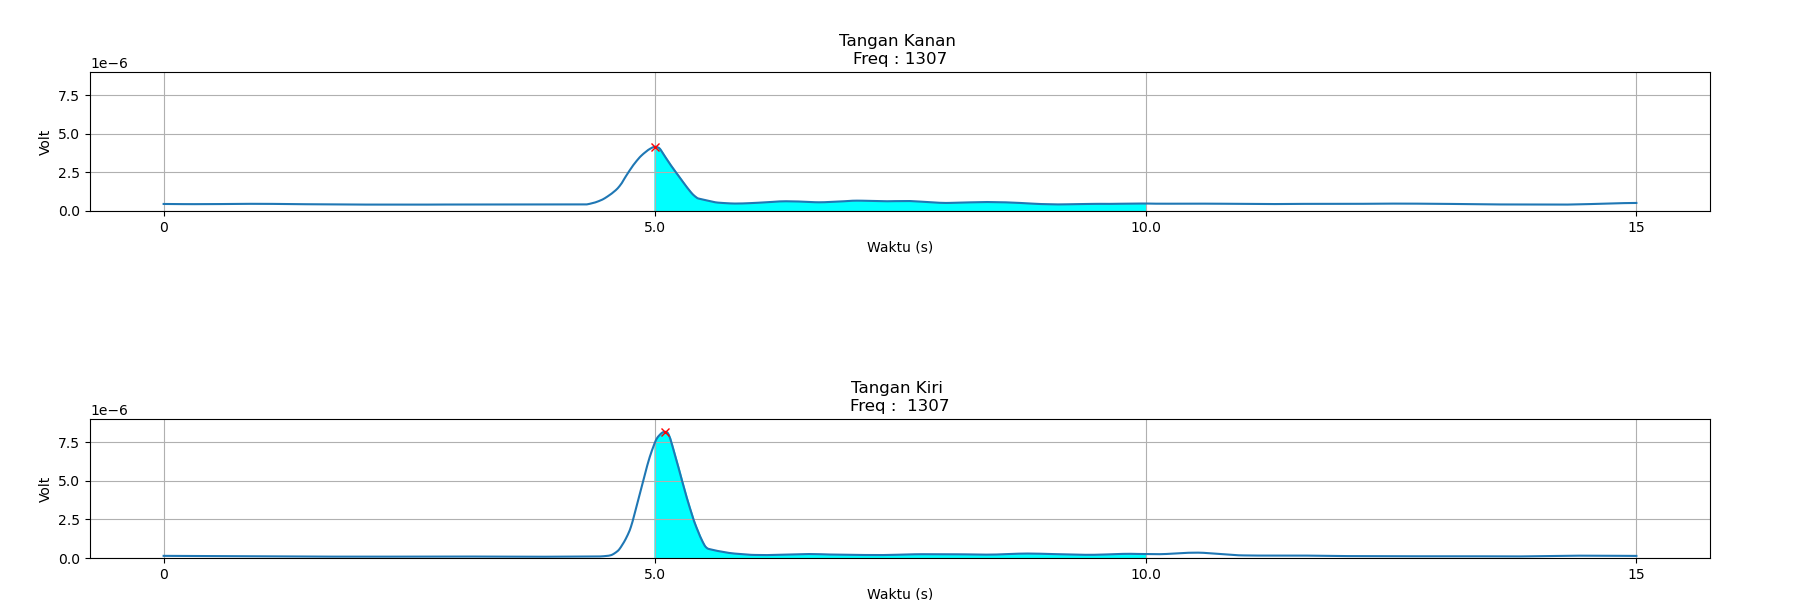 Tangan Kanan
Freq : 1307
1e−6
7.5
5.0
2.5
0.0
Volt
0 5.0 10.0 15
Waktu (s)
Tangan Kiri
Freq :  1307
1e−6
7.5
5.0
2.5
0.0
Volt
0 5.0 10.0 15
Waktu (s)